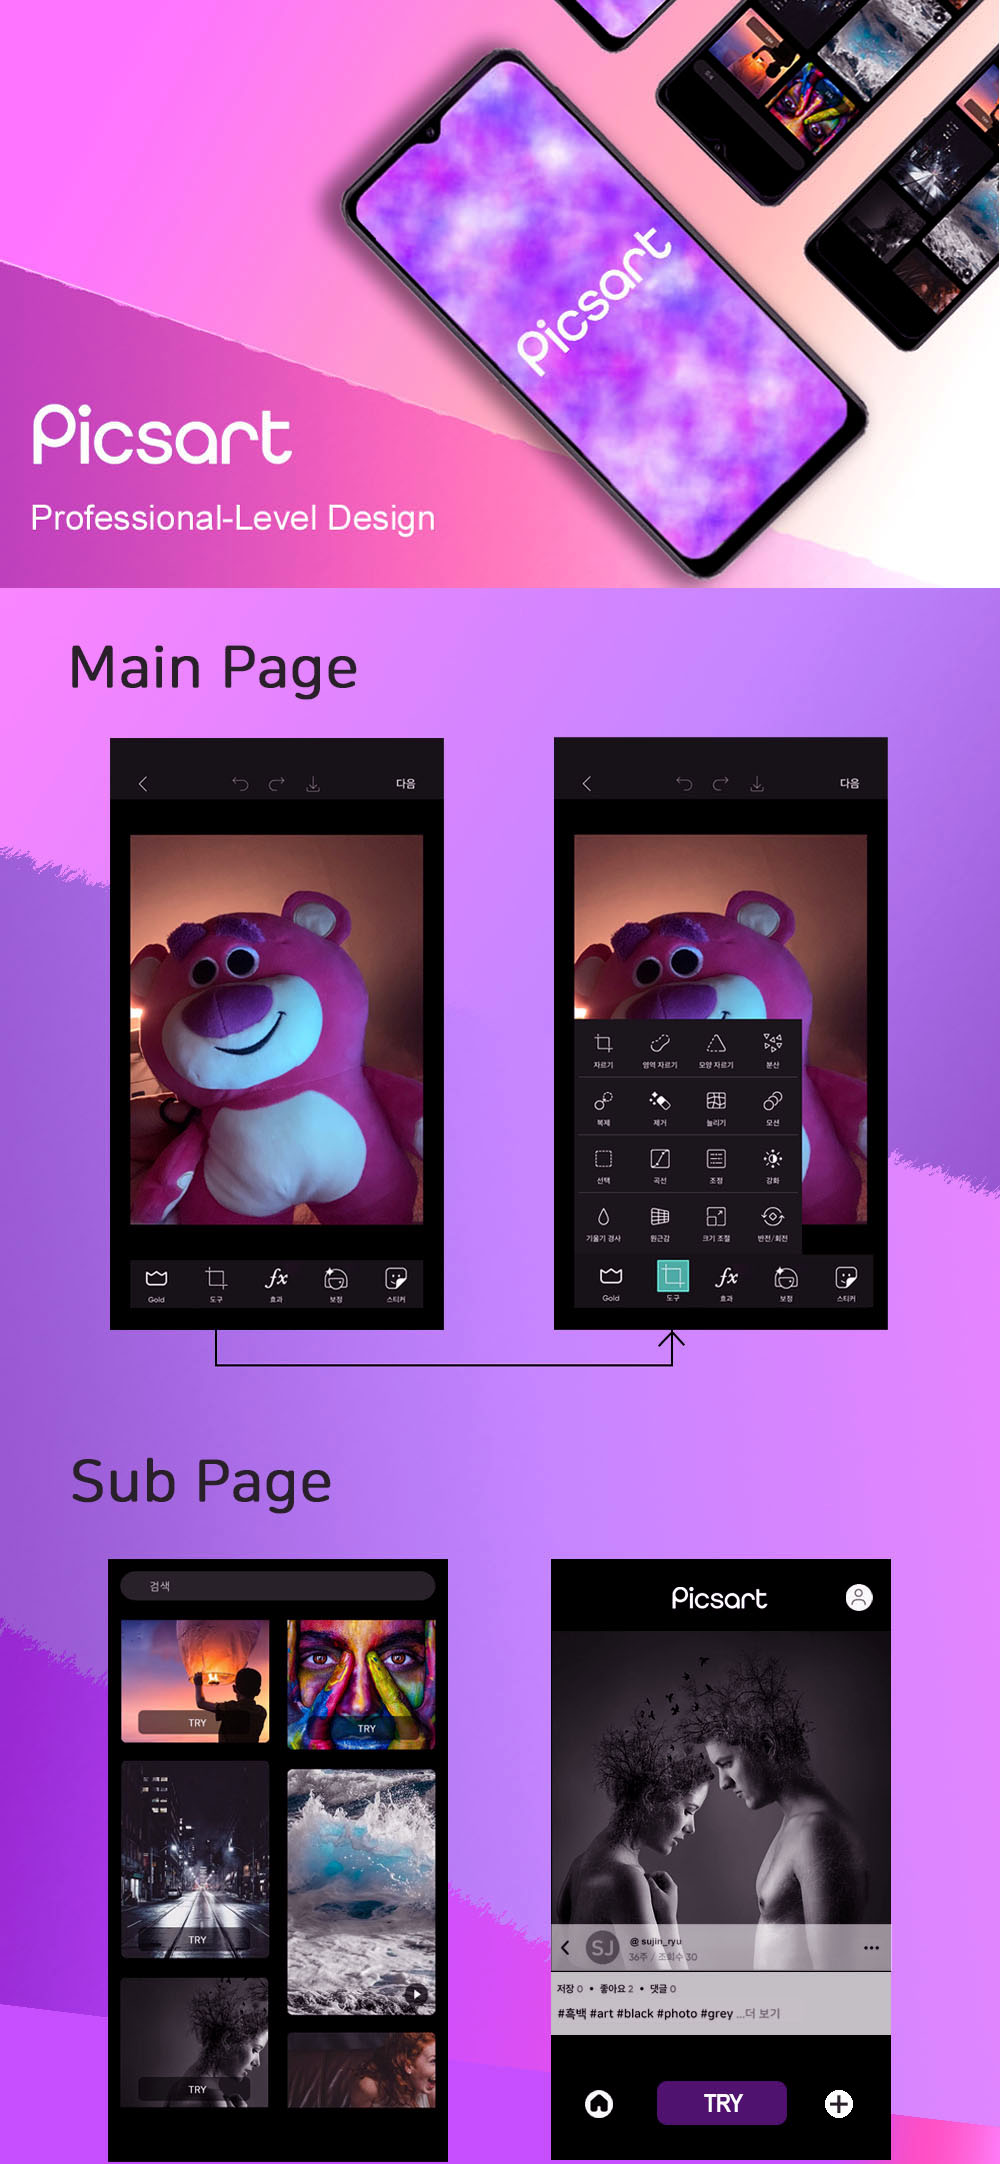 Picsart
Picsart
Professional-Level Design
Main Page
다음
Gold
도구
효과
보정
스티커
다음
자르기
영역 자르기
모양 자르기
분산
복제
제거
늘리기
모션
선택
곡선
조정
강화
기울기 경사
원근감
크기 조절
반전/회전
Gold
도구
효과
보정
스티커
Sub Page
검색
TRY
TRY
TRY
TRY
Picsart
SJ
@ sujin_ryu
36주 / 조회수 30
저장 0 • 좋아요 2 • 댓글 0
#흑백 #art #black #photo #grey ...더 보기
TRY